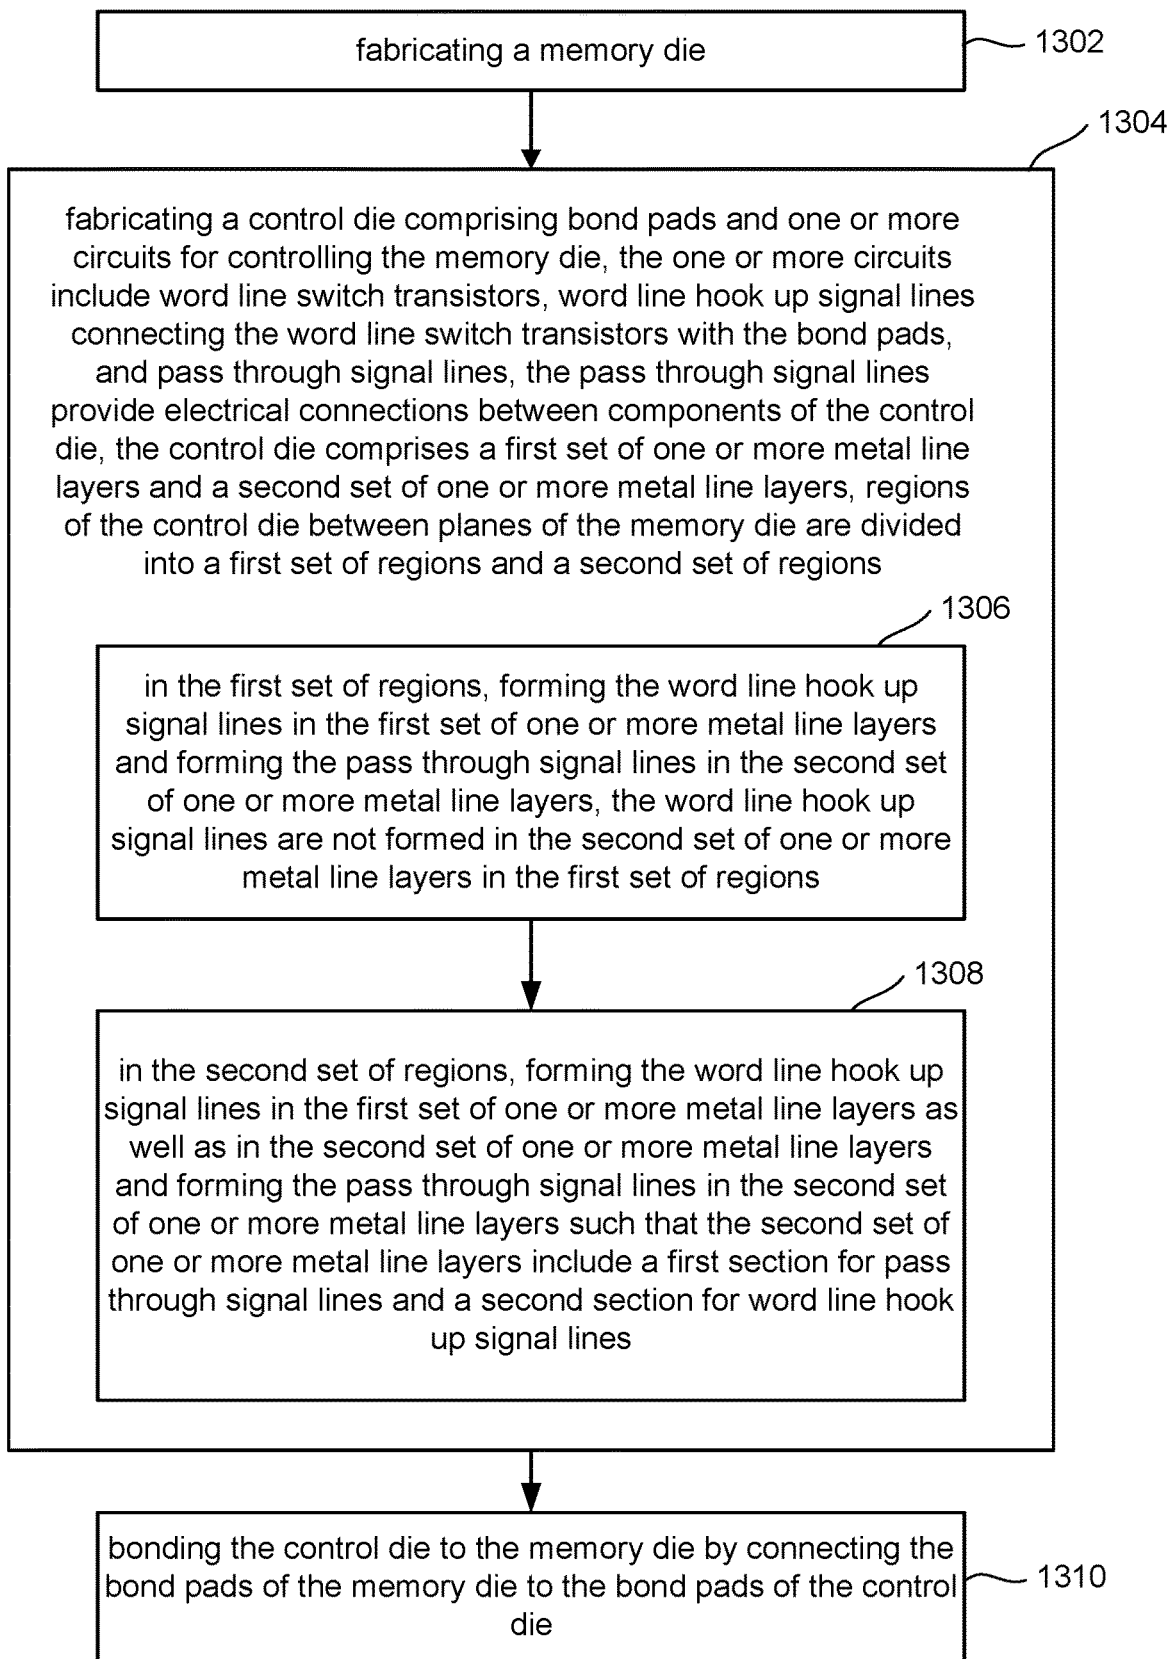 fabricating a memory die
1302
1304
fabricating a control die comprising bond pads and one or more
circuits for controlling the memory die, the one or more circuits
include word line switch transistors, word line hook up signal lines
connecting the word line switch transistors with the bond pads,
and pass through signal lines, the pass through signal lines
provide electrical connections between components of the control
die, the control die comprises a first set of one or more metal line
layers and a second set of one or more metal line layers, regions
of the control die between planes of the memory die are divided
into a first set of regions and a second set of regions
1306
in the first set of regions, forming the word line hook up
signal lines in the first set of one or more metal line layers
and forming the pass through signal lines in the second set
of one or more metal line layers, the word line hook up
signal lines are not formed in the second set of one or more
metal line layers in the first set of regions
1308
in the second set of regions, forming the word line hook up
signal lines in the first set of one or more metal line layers as
well as in the second set of one or more metal line layers
and forming the pass through signal lines in the second set
of one or more metal line layers such that the second set of
one or more metal line layers include a first section for pass
through signal lines and a second section for word line hook
up signal lines
bonding the control die to the memory die by connecting the
bond pads of the memory die to the bond pads of the control
die
1310